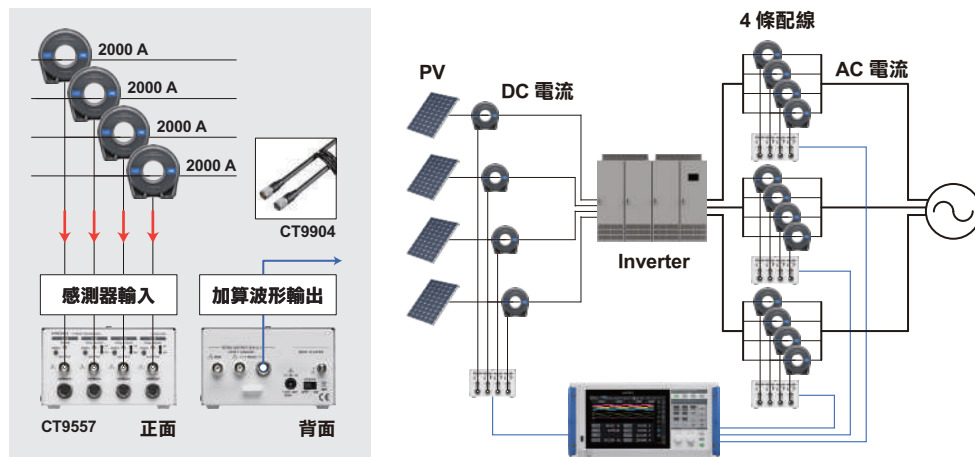 2000 A
2000 A
2000 A
2000 A
CT9904
感測器輸入
加算波形輸出
CT9557
正面
背面
PV
DC 電流
Inverter
4 條配線
AC 電流